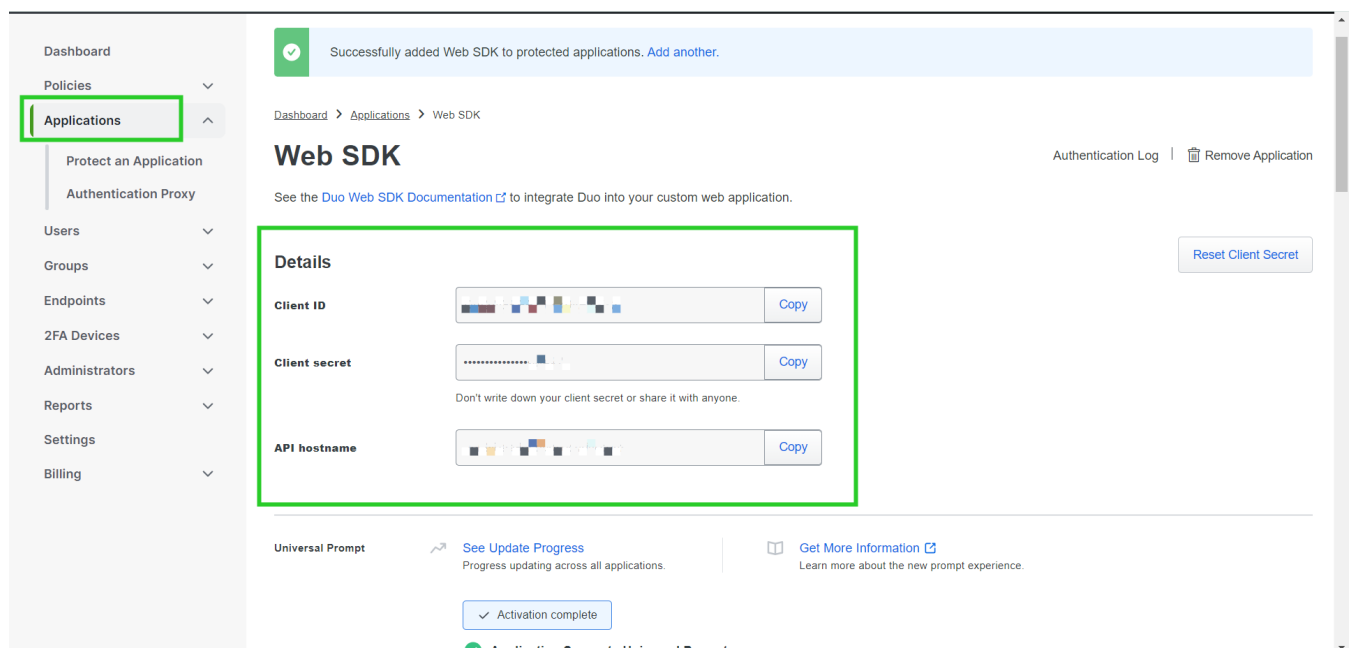 Dashboard
Policies
Applications
Protect an Application
Authentication Proxy
Users
Groups
Endpoints
2FA Devices
Administrators
Reports
Settings
Billing
Successfully added Web SDK to protected applications. Add another.
Dashboard > Applications > Web SDK
Web SDK
Authentication Log | Remove Application
See the Duo Web SDK Documentation to integrate Duo into your custom web application.
Details
Reset Client Secret
Client ID
Copy
Client secret
••••••••••••••• Copy
Don't write down your client secret or share it with anyone.
API hostname
Copy
Universal Prompt
See Update Progress
Progress updating across all applications.
Get More Information
Learn more about the new prompt experience.
Activation complete